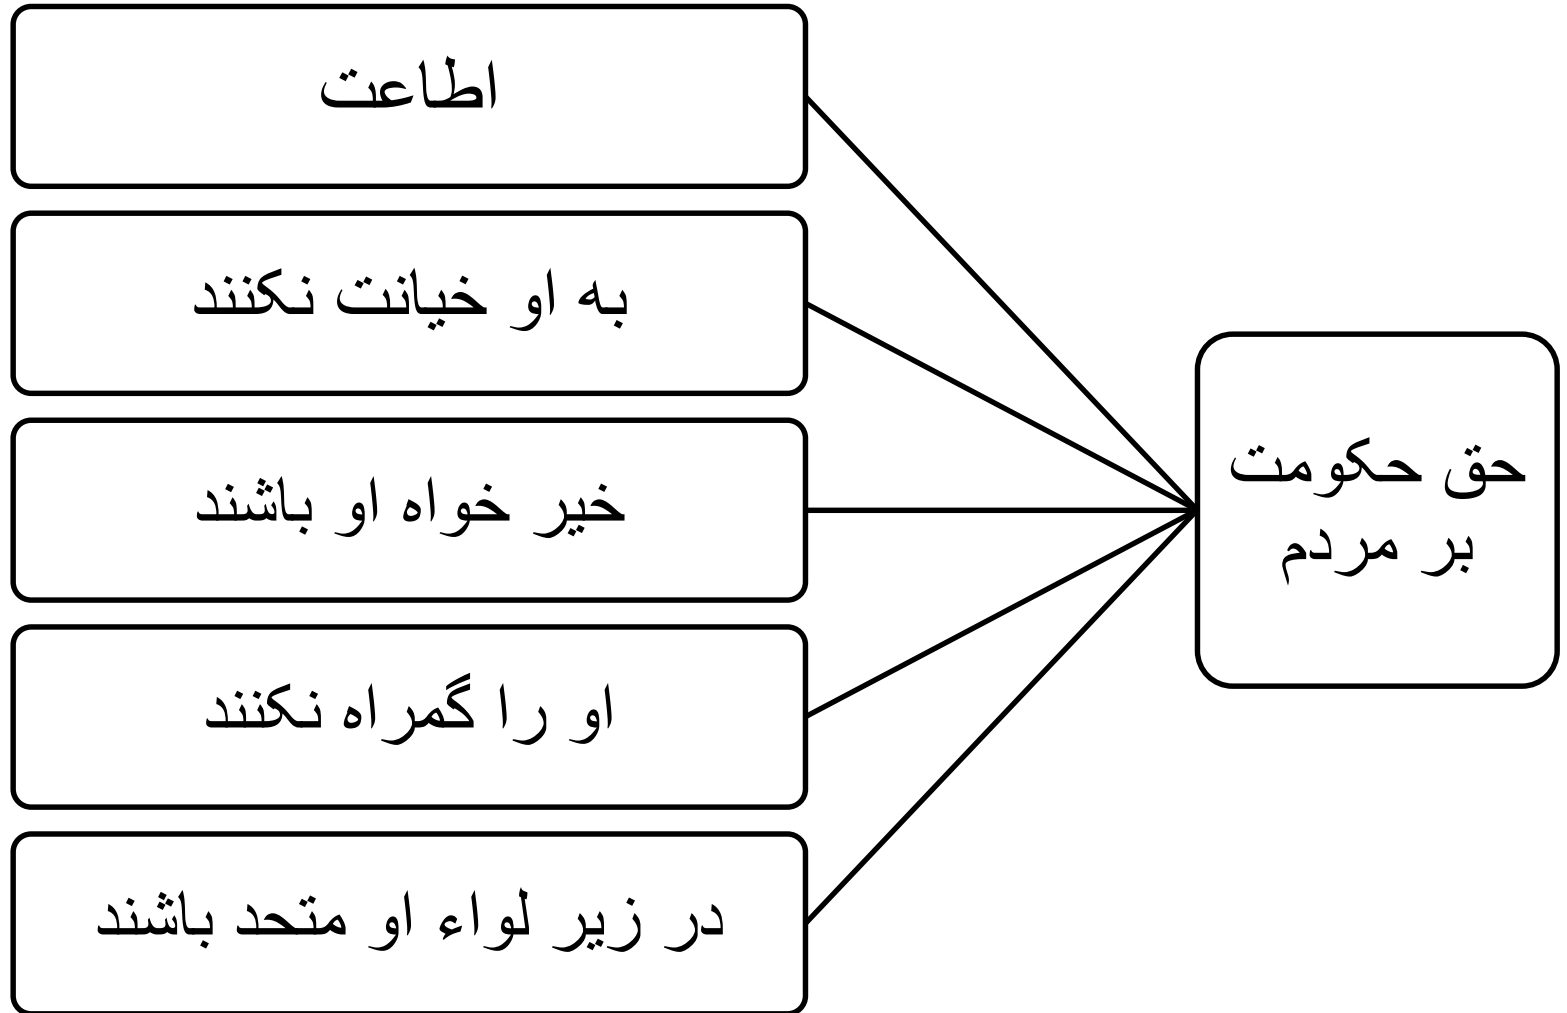 حق حکومت
بر مردم
اطاعت
به او خیانت نکنند
خیر خواه او باشند
او را گمراه نکنند
در زیر لواء او متحد باشند